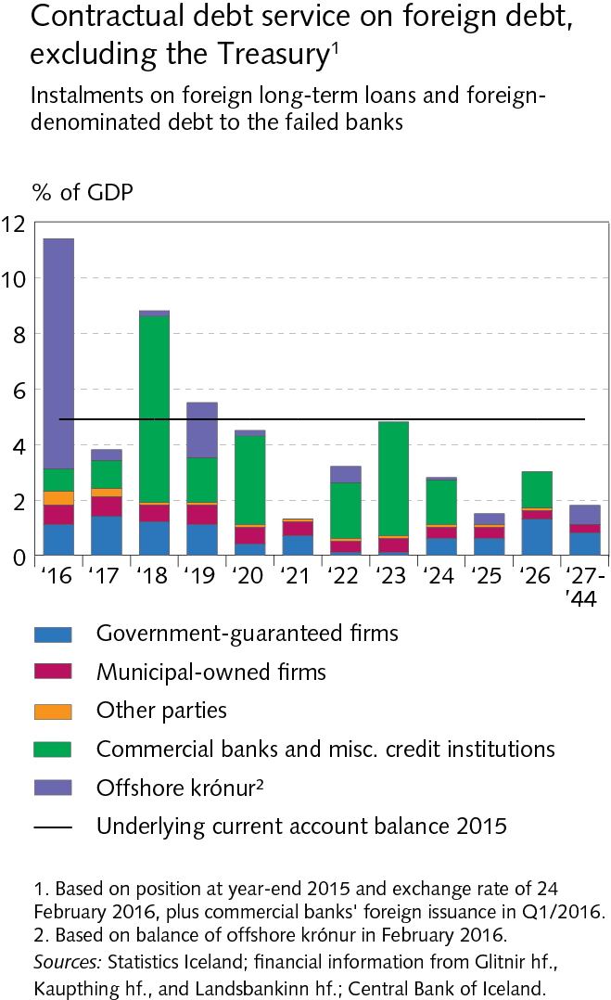 Contractual debt service on foreign debt,
excluding the Treasury¹
Instalments on foreign long-term loans and foreign-
denominated debt to the failed banks
% of GDP
12
10
8
6
4
2
0
‘16 ‘17 ‘18 ‘19 ‘20 ‘21 ‘22 ‘23 ‘24 ‘25 ‘26 ‘27-
’44
Government-guaranteed firms
Municipal-owned firms
Other parties
Commercial banks and misc. credit institutions
Offshore krónur²
Underlying current account balance 2015
1. Based on position at year-end 2015 and exchange rate of 24
February 2016, plus commercial banks' foreign issuance in Q1/2016.
2. Based on balance of offshore krónur in February 2016.
Sources: Statistics Iceland; financial information from Glitnir hf.,
Kaupthing hf., and Landsbankinn hf.; Central Bank of Iceland.